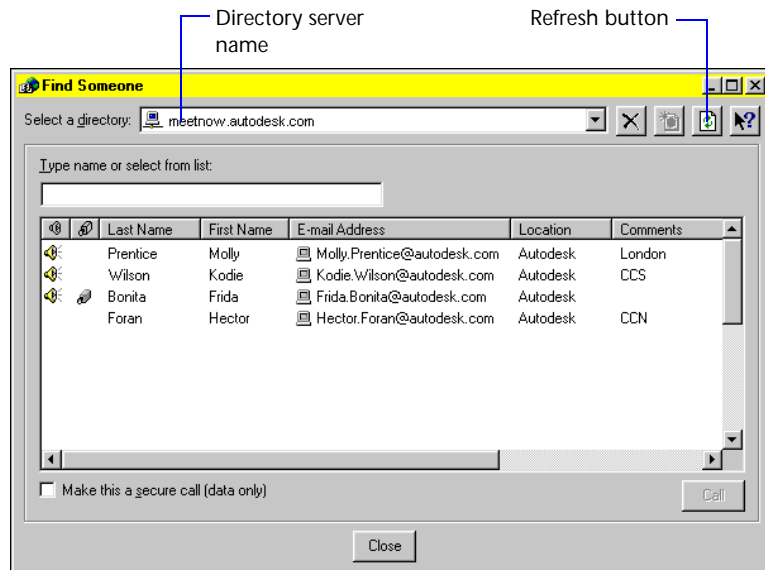 Directory server name
Refresh button
Find Someone
Select a directory: meetnow.autodesk.com
Type name or select from list:
Last Name First Name E-mail Address Location Comments
Prentice Molly Molly.Prentice@autodesk.com Autodesk London
Wilson Kodie Kodie.Wilson@autodesk.com Autodesk CCS
Bonita Frida Frida.Bonita@autodesk.com Autodesk
Foran Hector Hector.Foran@autodesk.com Autodesk CCN
Make this a secure call (data only)
Call
Close